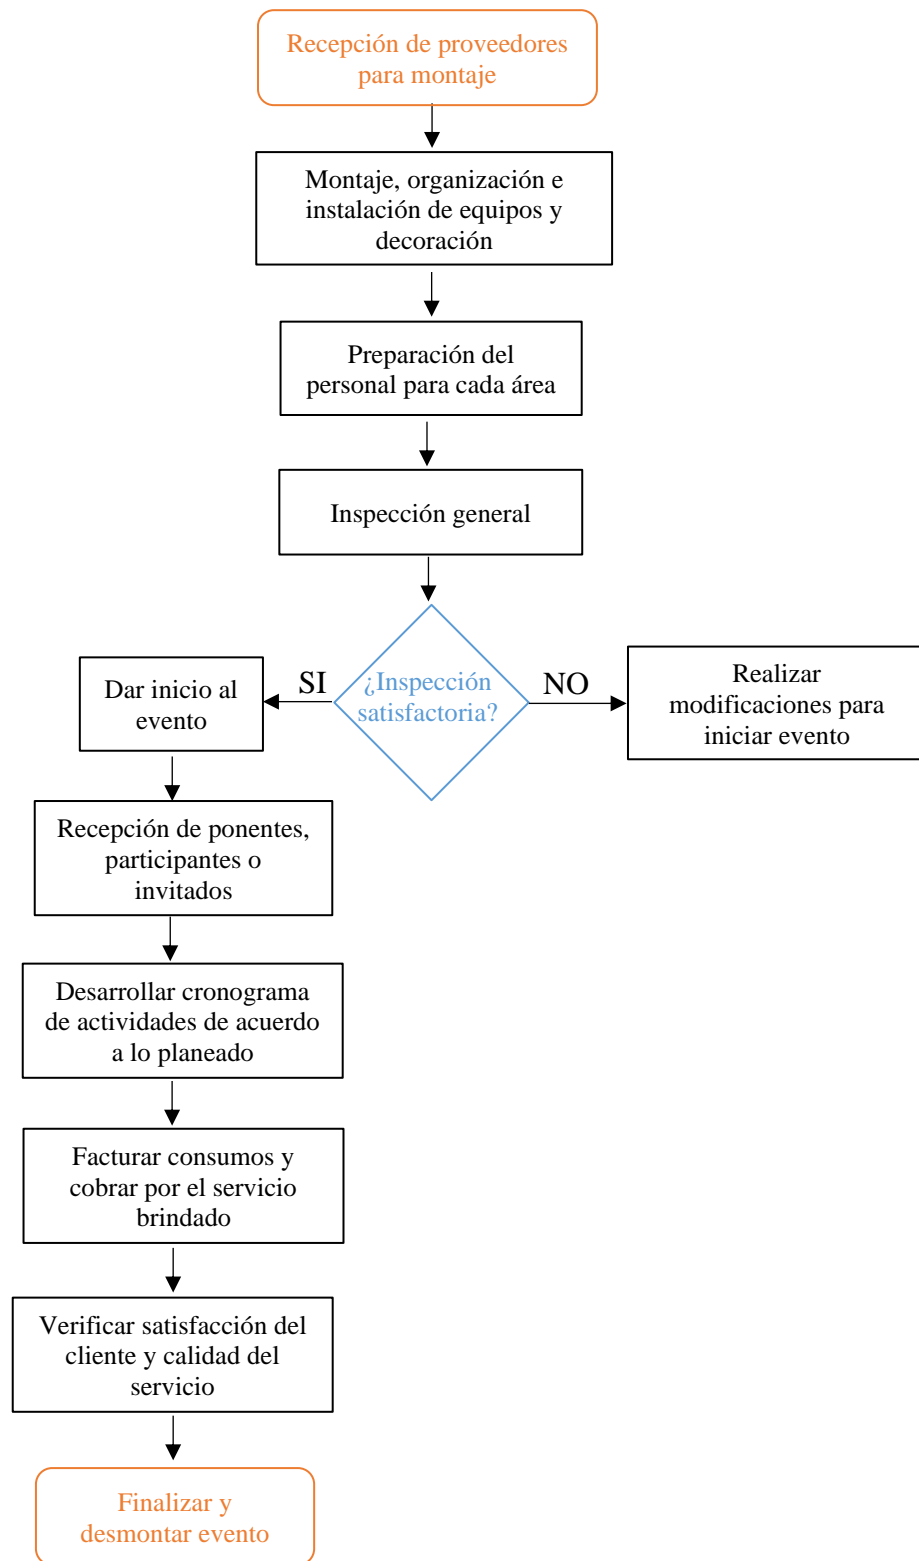 Recepción de proveedores
para montaje
Montaje, organización e
instalación de equipos y
decoración
Preparación del
personal para cada área
Inspección general
¿Inspección
satisfactoria?
SI
NO
Dar inicio al
evento
Realizar
modificaciones para
iniciar evento
Recepción de ponentes,
participantes o
invitados
Desarrollar cronograma
de actividades de acuerdo
a lo planeado
Facturar consumos y
cobrar por el servicio
brindado
Verificar satisfacción del
cliente y calidad del
servicio
Finalizar y
desmontar evento